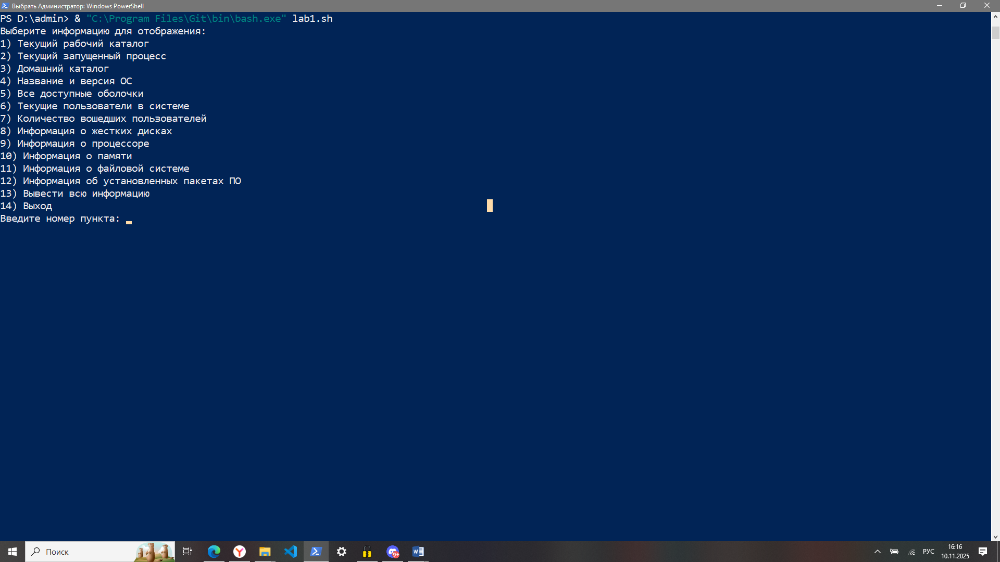 Выбрать Администратор: Windows PowerShell
PS D:\admin> & "C:\Program Files\Git\bin\bash.exe" lab1.sh
Выберите информацию для отображения:
1) Текущий рабочий каталог
2) Текущий запущенный процесс
3) Домашний каталог
4) Название и версия ОС
5) Все доступные оболочки
6) Текущие пользователи в системе
7) Количество вошедших пользователей
8) Информация о жестких дисках
9) Информация о процессоре
10) Информация о памяти
11) Информация о файловой системе
12) Информация об установленных пакетах ПО
13) Вывести всю информацию
14) Выход
Введите номер пункта:
Поиск
9+
РУС
16:16
10.11.2025